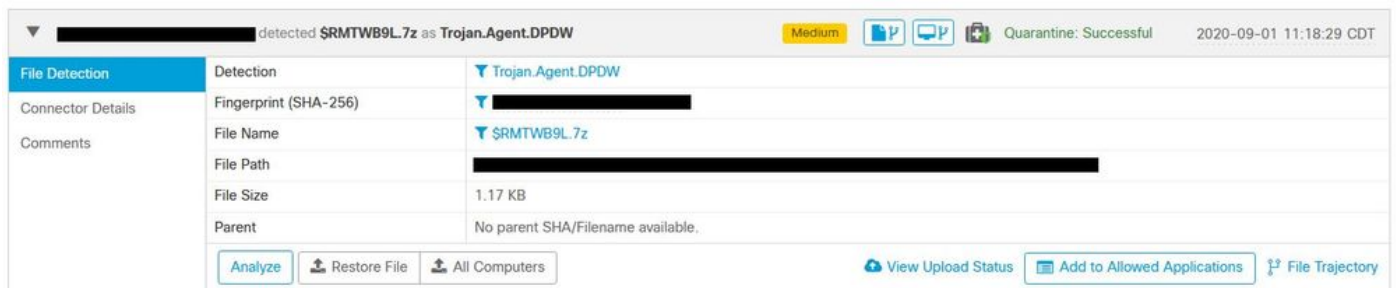 detected $RMTWB9L.7z as Trojan.Agent.DPDW Medium Quarantine: Successful 2020-09-01 11:18:29 CDT
File Detection
Connector Details
Comments
Detection Trojan.Agent.DPDW
Fingerprint (SHA-256)
File Name $RMTWB9L.7z
File Path
File Size 1.17 KB
Parent No parent SHA/Filename available.
Analyze Restore File All Computers View Upload Status Add to Allowed Applications File Trajectory